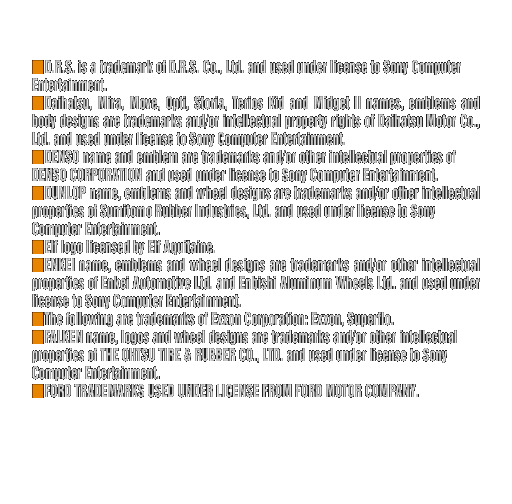 D.R.S. is a trademark of D.R.S. Co., Ltd. and used under license to Sony Computer
Entertainment.
Daihatsu, Mira, Move, Opti, Storia, Terios Kid and Midget II names, emblems and
body designs are trademarks and/or intellectual property rights of Daihatsu Motor Co.,
Ltd. and used under license to Sony Computer Entertainment.
DENSO name and emblem are trademarks and/or other intellectual properties of
DENSO CORPORATION and used under license to Sony Computer Entertainment.
DUNLOP name, emblems and wheel designs are trademarks and/or other intellectual
properties of Sumitomo Rubber Industries, Ltd. and used under license to Sony
Computer Entertainment.
Elf logo licensed by Elf Aquitaine.
ENKEI name, emblems and wheel designs are trademarks and/or other intellectual
properties of Enkei Automotive Ltd. and Enbishi Aluminum Wheels Ltd. and used under
license to Sony Computer Entertainment.
The following are trademarks of Exxon Corporation: Exxon, Superflo.
FALKEN name, logos and wheel designs are trademarks and/or other intellectual
properties of THE OHTSU TIRE & RUBBER CO., LTD. and used under license to Sony
Computer Entertainment.
FORD TRADEMARKS USED UNDER LICENSE FROM FORD MOTOR COMPANY.